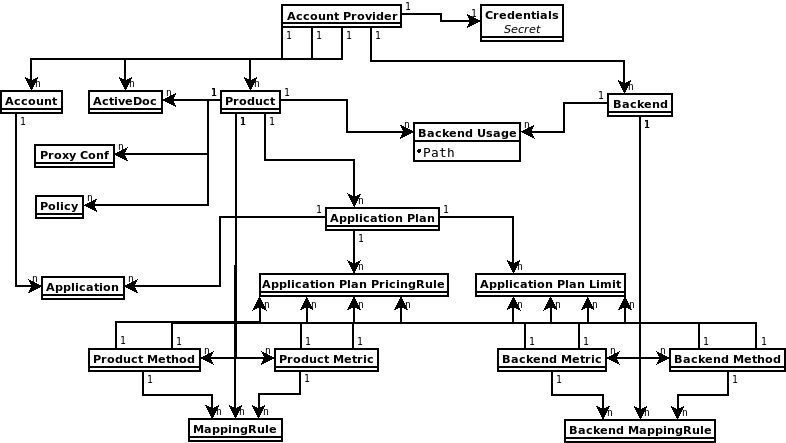 Account Provider
1
1
Credentials
Secret
1
1
1
1
n
n
n
n
Account
ActiveDoc
n
1
Product
1
1
Backend
1
1
1
n
Backend Usage
n
1
•Path
Proxy Conf
n
Policy
n
n
1
Application Plan
1
1
n
n
n
Application
n
Application Plan PricingRule
Application Plan Limit
n
n
n
n
n
n
n
n
1
1
1
1
1
1
1
1
Product Method
n
n
Product Metric
Backend Metric
n
n
Backend Method
1
1
1
1
n
n
n
n
n
n
MappingRule
Backend MappingRule